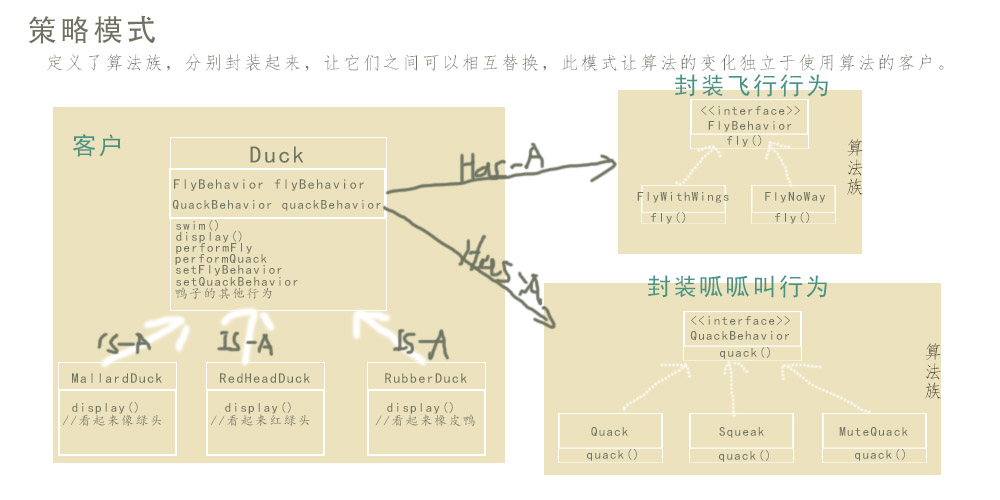 策略模式
定义了算法族，分别封装起来，让它们之间可以相互替换，此模式让算法的变化独立于使用算法的客户。
客户
Duck
FlyBehavior flyBehavior
QuackBehavior quackBehavior
swim()
display()
performFly
performQuack
setFlyBehavior
setQuackBehavior
鸭子的其他行为
Is-A
Is-A
Is-A
MallardDuck
display()
//看起来像绿头
RedHeadDuck
display()
//看起来红绿头
RubberDuck
display()
//看起来橡皮鸭
Has-A
Has-A
封装飞行行为
<<interface>>
FlyBehavior
fly()
算法族
FlyWithWings
fly()
FlyNoWay
fly()
封装呱呱叫行为
<<interface>>
QuackBehavior
quack()
算法族
Quack
quack()
Squeak
quack()
MuteQuack
quack()